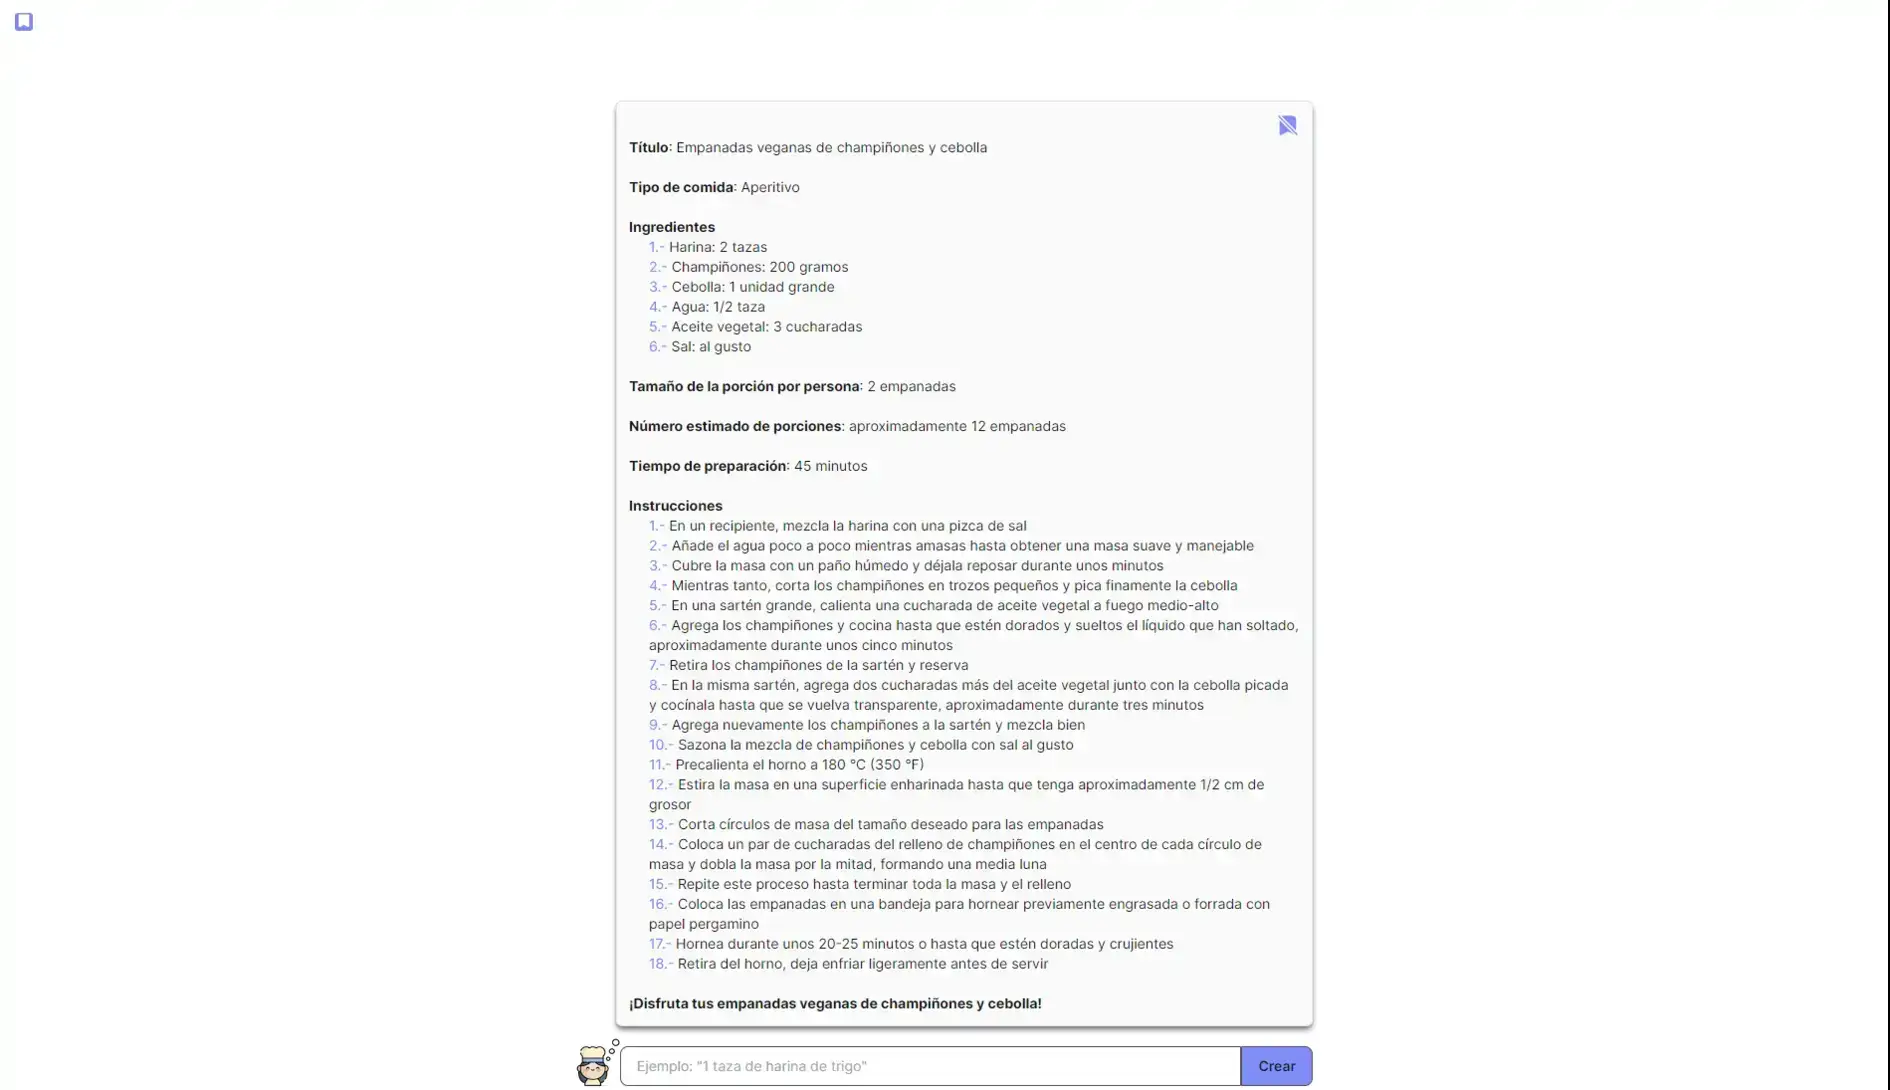 Título: Empanadas veganas de champiñones y cebolla
Tipo de comida: Aperitivo
Ingredientes
1.- Harina: 2 tazas
2.- Champiñones: 200 gramos
3.- Cebolla: 1 unidad grande
4.- Agua: 1/2 taza
5.- Aceite vegetal: 3 cucharadas
6.- Sal: al gusto
Tamaño de la porción por persona: 2 empanadas
Número estimado de porciones: aproximadamente 12 empanadas
Tiempo de preparación: 45 minutos
Instrucciones
1.- En un recipiente, mezcla la harina con una pizca de sal
2.- Añade el agua poco a poco mientras amasas hasta obtener una masa suave y manejable
3.- Cubre la masa con un paño húmedo y déjala reposar durante unos minutos
4.- Mientras tanto, corta los champiñones en trozos pequeños y pica finamente la cebolla
5.- En una sartén grande, calienta una cucharada de aceite vegetal a fuego medio-alto
6.- Agrega los champiñones y cocina hasta que estén dorados y sueltos el líquido que han soltado,
aproximadamente durante unos cinco minutos
7.- Retira los champiñones de la sartén y reserva
8.- En la misma sartén, agrega dos cucharadas más del aceite vegetal junto con la cebolla picada
y cocínala hasta que se vuelva transparente, aproximadamente durante tres minutos
9.- Agrega nuevamente los champiñones a la sartén y mezcla bien
10.- Sazona la mezcla de champiñones y cebolla con sal al gusto
11.- Precalienta el horno a 180 °C (350 °F)
12.- Estira la masa en una superficie enharinada hasta que tenga aproximadamente 1/2 cm de
grosor
13.- Corta círculos de masa del tamaño deseado para las empanadas
14.- Coloca un par de cucharadas del relleno de champiñones en el centro de cada círculo de
masa y dobla la masa por la mitad, formando una media luna
15.- Repite este proceso hasta terminar toda la masa y el relleno
16.- Coloca las empanadas en una bandeja para hornear previamente engrasada o forrada con
papel pergamino
17.- Hornea durante unos 20-25 minutos o hasta que estén doradas y crujientes
18.- Retira del horno, deja enfriar ligeramente antes de servir
¡Disfruta tus empanadas veganas de champiñones y cebolla!
Ejemplo: "1 taza de harina de trigo"
Crear